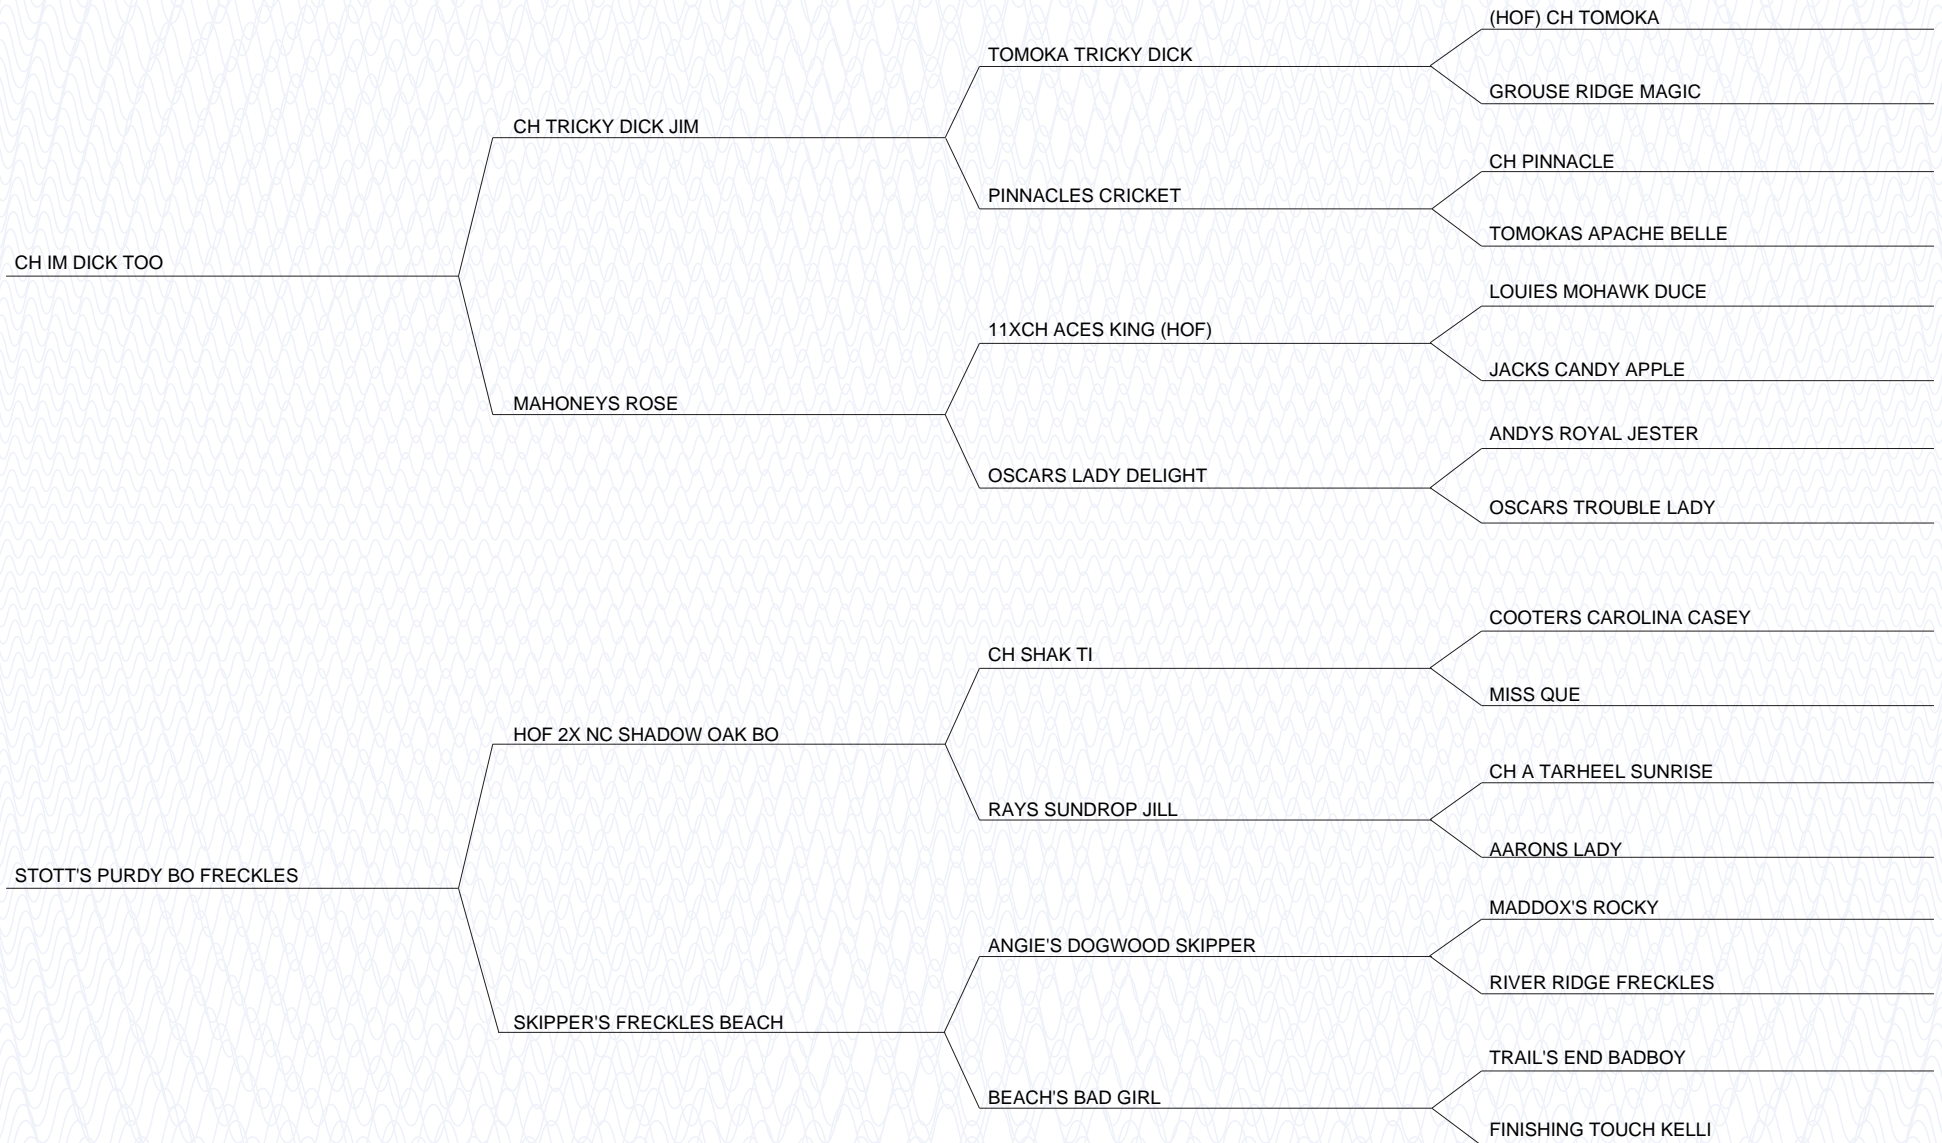 CH IM DICK TOO
STOTT'S PURDY BO FRECKLES
CH TRICKY DICK JIM
MAHONEYS ROSE
HOF 2X NC SHADOW OAK BO
SKIPPER'S FRECKLES BEACH
TOMOKA TRICKY DICK
PINNACLES CRICKET
11XCH ACES KING (HOF)
OSCARS LADY DELIGHT
CH SHAK TI
RAYS SUNDROP JILL
ANGIE'S DOGWOOD SKIPPER
BEACH'S BAD GIRL
(HOF) CH TOMOKA
GROUSE RIDGE MAGIC
CH PINNACLE
TOMOKAS APACHE BELLE
LOUIES MOHAWK DUCE
JACKS CANDY APPLE
ANDYS ROYAL JESTER
OSCARS TROUBLE LADY
COOTERS CAROLINA CASEY
MISS QUE
CH A TARHEEL SUNRISE
AARONS LADY
MADDOX'S ROCKY
RIVER RIDGE FRECKLES
TRAIL'S END BADBOY
FINISHING TOUCH KELLI